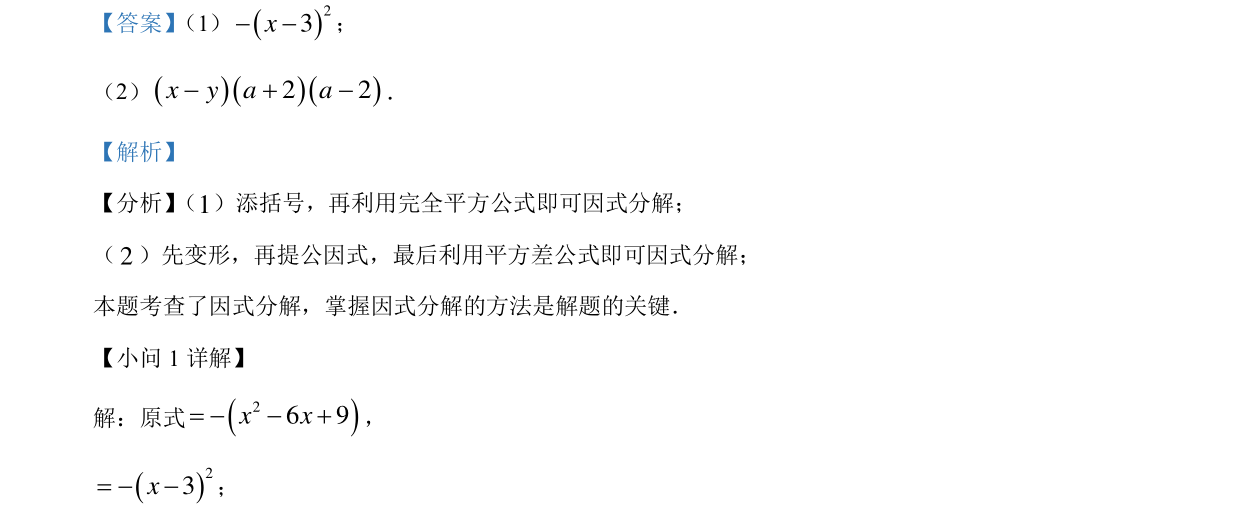 【答案】（1）$-(x-3)^2$；
（2）$(x-y)(a+2)(a-2)$．
【解析】
【分析】（1）添括号，再利用完全平方公式即可因式分解；
（2）先变形，再提公因式，最后利用平方差公式即可因式分解；
本题考查了因式分解，掌握因式分解的方法是解题的关键．
【小问 1 详解】
解：原式$=-(x^2-6x+9)$，
$=-(x-3)^2$；